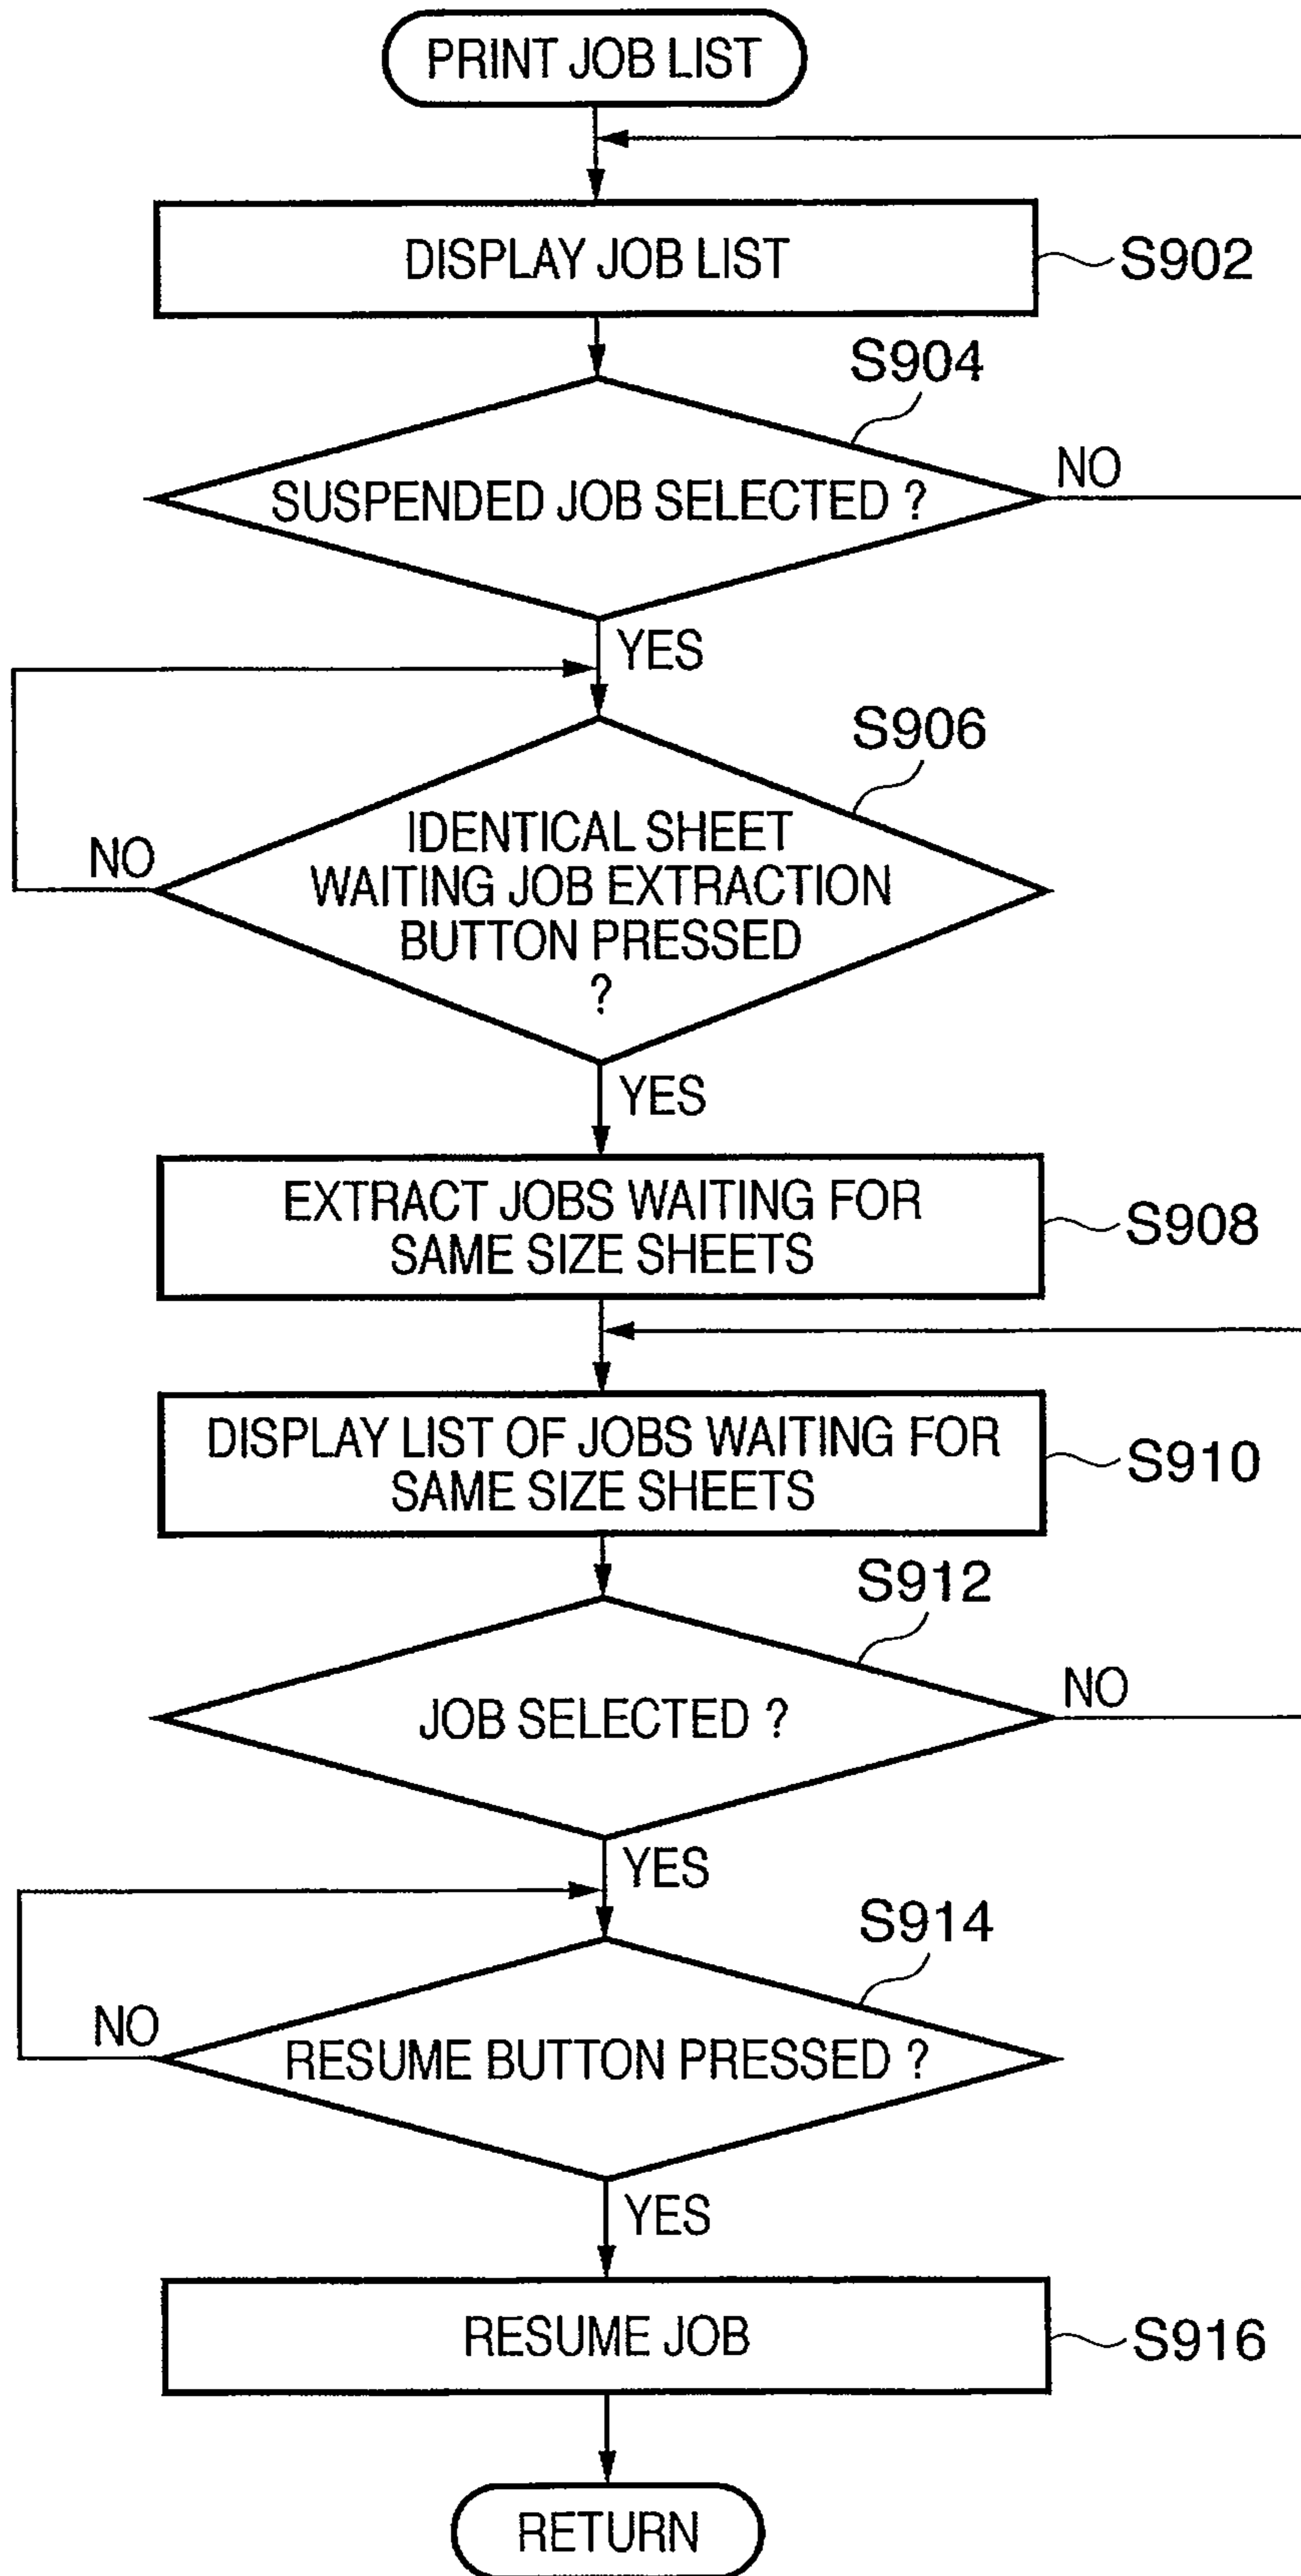 PRINT JOB LIST
DISPLAY JOB LIST
S902
S904
SUSPENDED JOB SELECTED ?
NO
YES
S906
IDENTICAL SHEET
WAITING JOB EXTRACTION
BUTTON PRESSED
?
NO
YES
EXTRACT JOBS WAITING FOR
SAME SIZE SHEETS
S908
DISPLAY LIST OF JOBS WAITING FOR
SAME SIZE SHEETS
S910
S912
JOB SELECTED ?
NO
YES
S914
RESUME BUTTON PRESSED ?
NO
YES
RESUME JOB
S916
RETURN